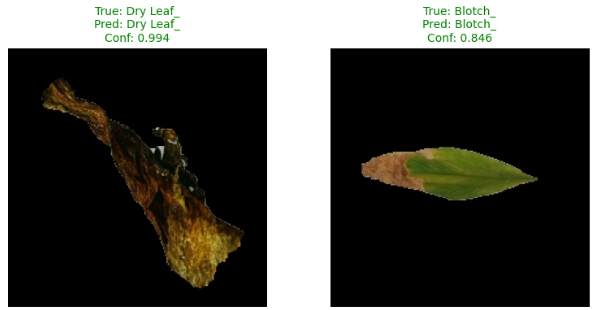 True: Dry Leaf_
Pred: Dry Leaf_
Conf: 0.994
True: Blotch_
Pred: Blotch_
Conf: 0.846